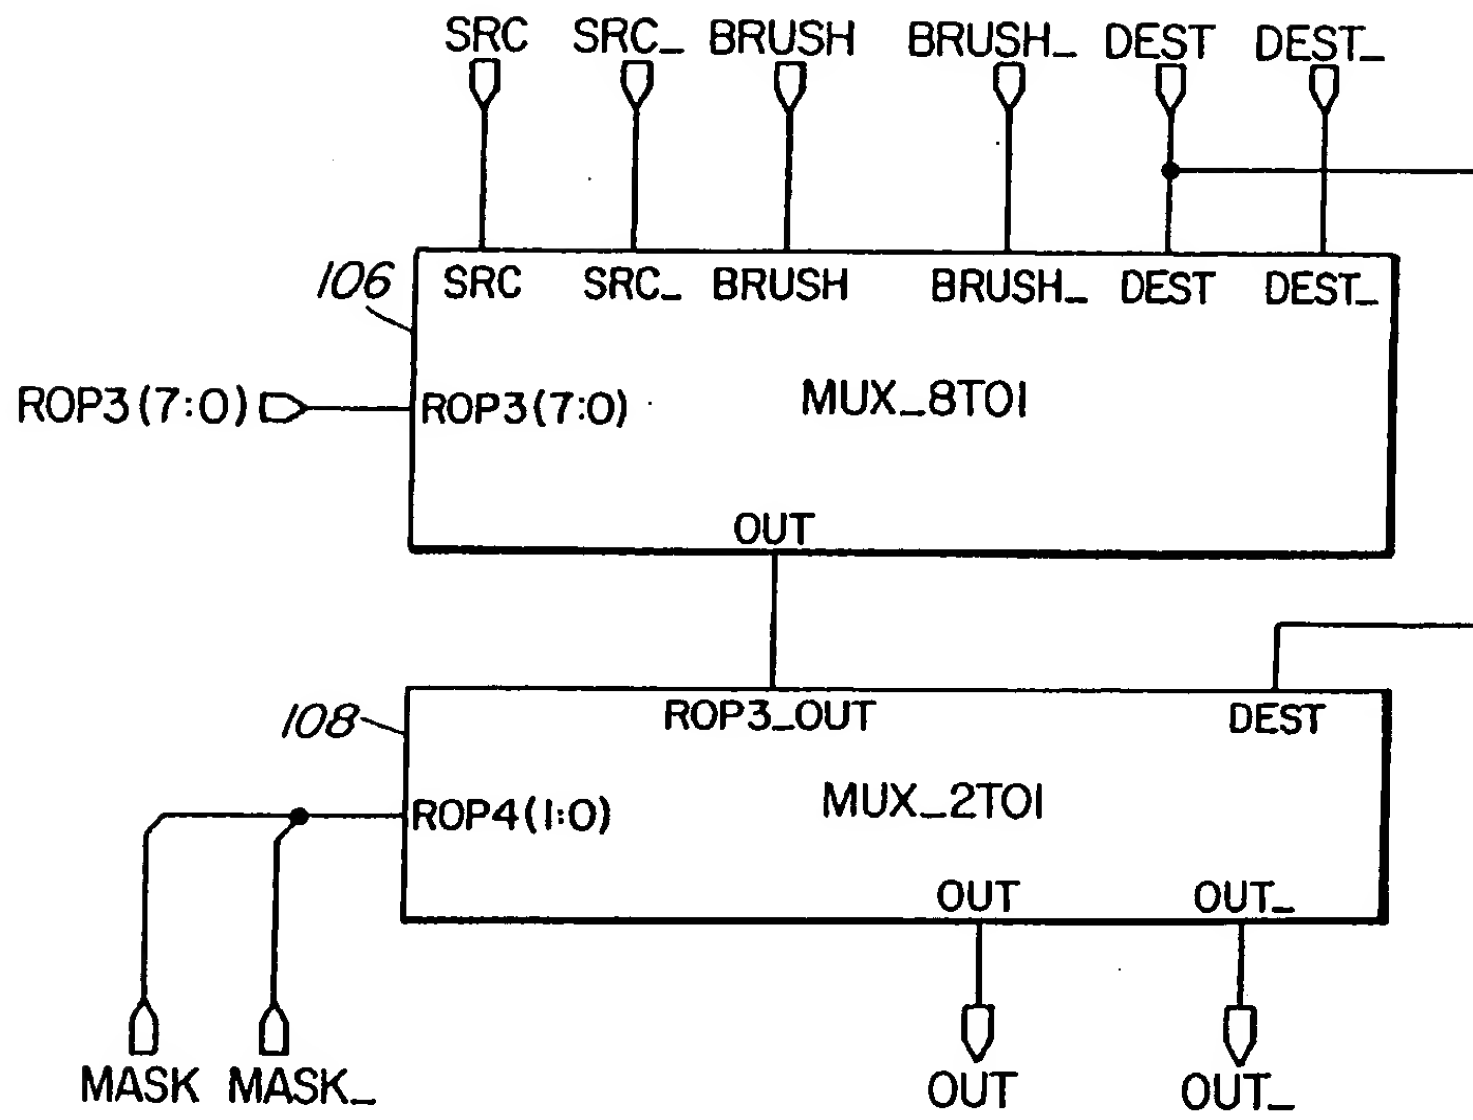 SRC SRC_ BRUSH BRUSH_ DEST DEST_
106 SRC SRC_ BRUSH BRUSH_ DEST DEST_
ROP3(7:0) ROP3(7:0) MUX_8TO1
OUT
108 ROP3_OUT DEST
ROP4(1:0) MUX_2TO1
OUT OUT_
MASK MASK_ OUT OUT_